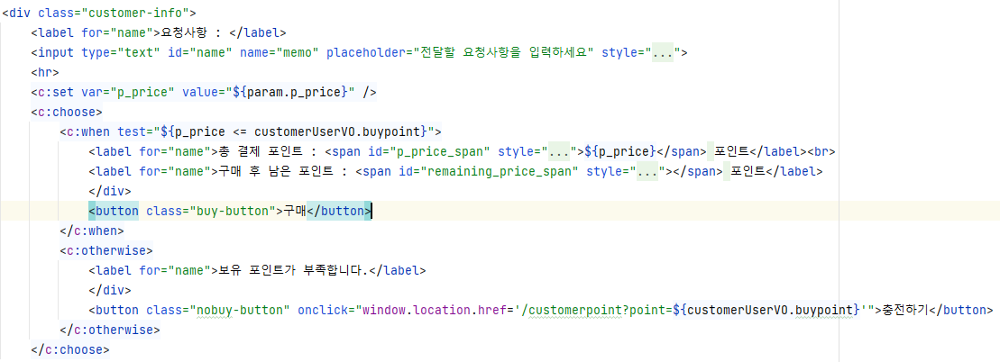 <div class="customer-info">
    <label for="name">요청사항 : </label>
    <input type="text" id="name" name="memo" placeholder="전달할 요청사항을 입력하세요" style="...">
    <hr>
    <c:set var="p_price" value="${param.p_price}" />
    <c:choose>
        <c:when test="${p_price <= customerUserVO.buypoint}">
            <label for="name">총 결제 포인트 : <span id="p_price_span" style="...">${p_price}</span> 포인트</label><br>
            <label for="name">구매 후 남은 포인트 : <span id="remaining_price_span" style="..."></span> 포인트</label>
            </div>
            <button class="buy-button">구매</button>
        </c:when>
        <c:otherwise>
            <label for="name">보유 포인트가 부족합니다.</label>
            </div>
            <button class="nobuy-button" onclick="window.location.href='/customerpoint?point=${customerUserVO.buypoint}'">충전하기</button>
        </c:otherwise>
    </c:choose>